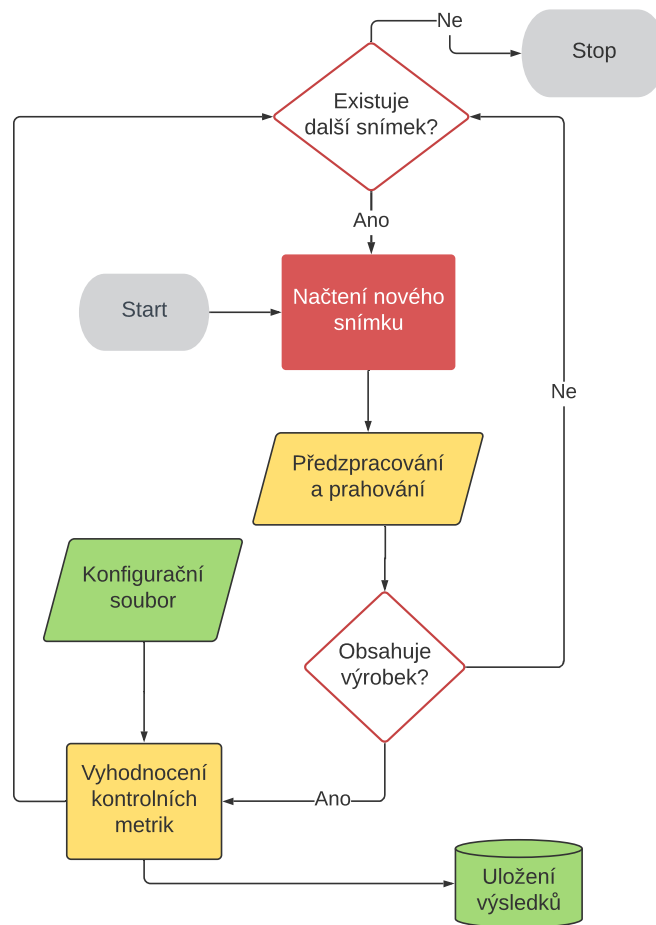 Ne
Stop
Existuje
další snímek?
Ano
Start
Načtení nového
snímku
Ne
Předzpracování
a prahování
Konfigurační
soubor
Obsahuje
výrobek?
Vyhodnocení
kontrolních
metrik
Ano
Uložení
výsledků